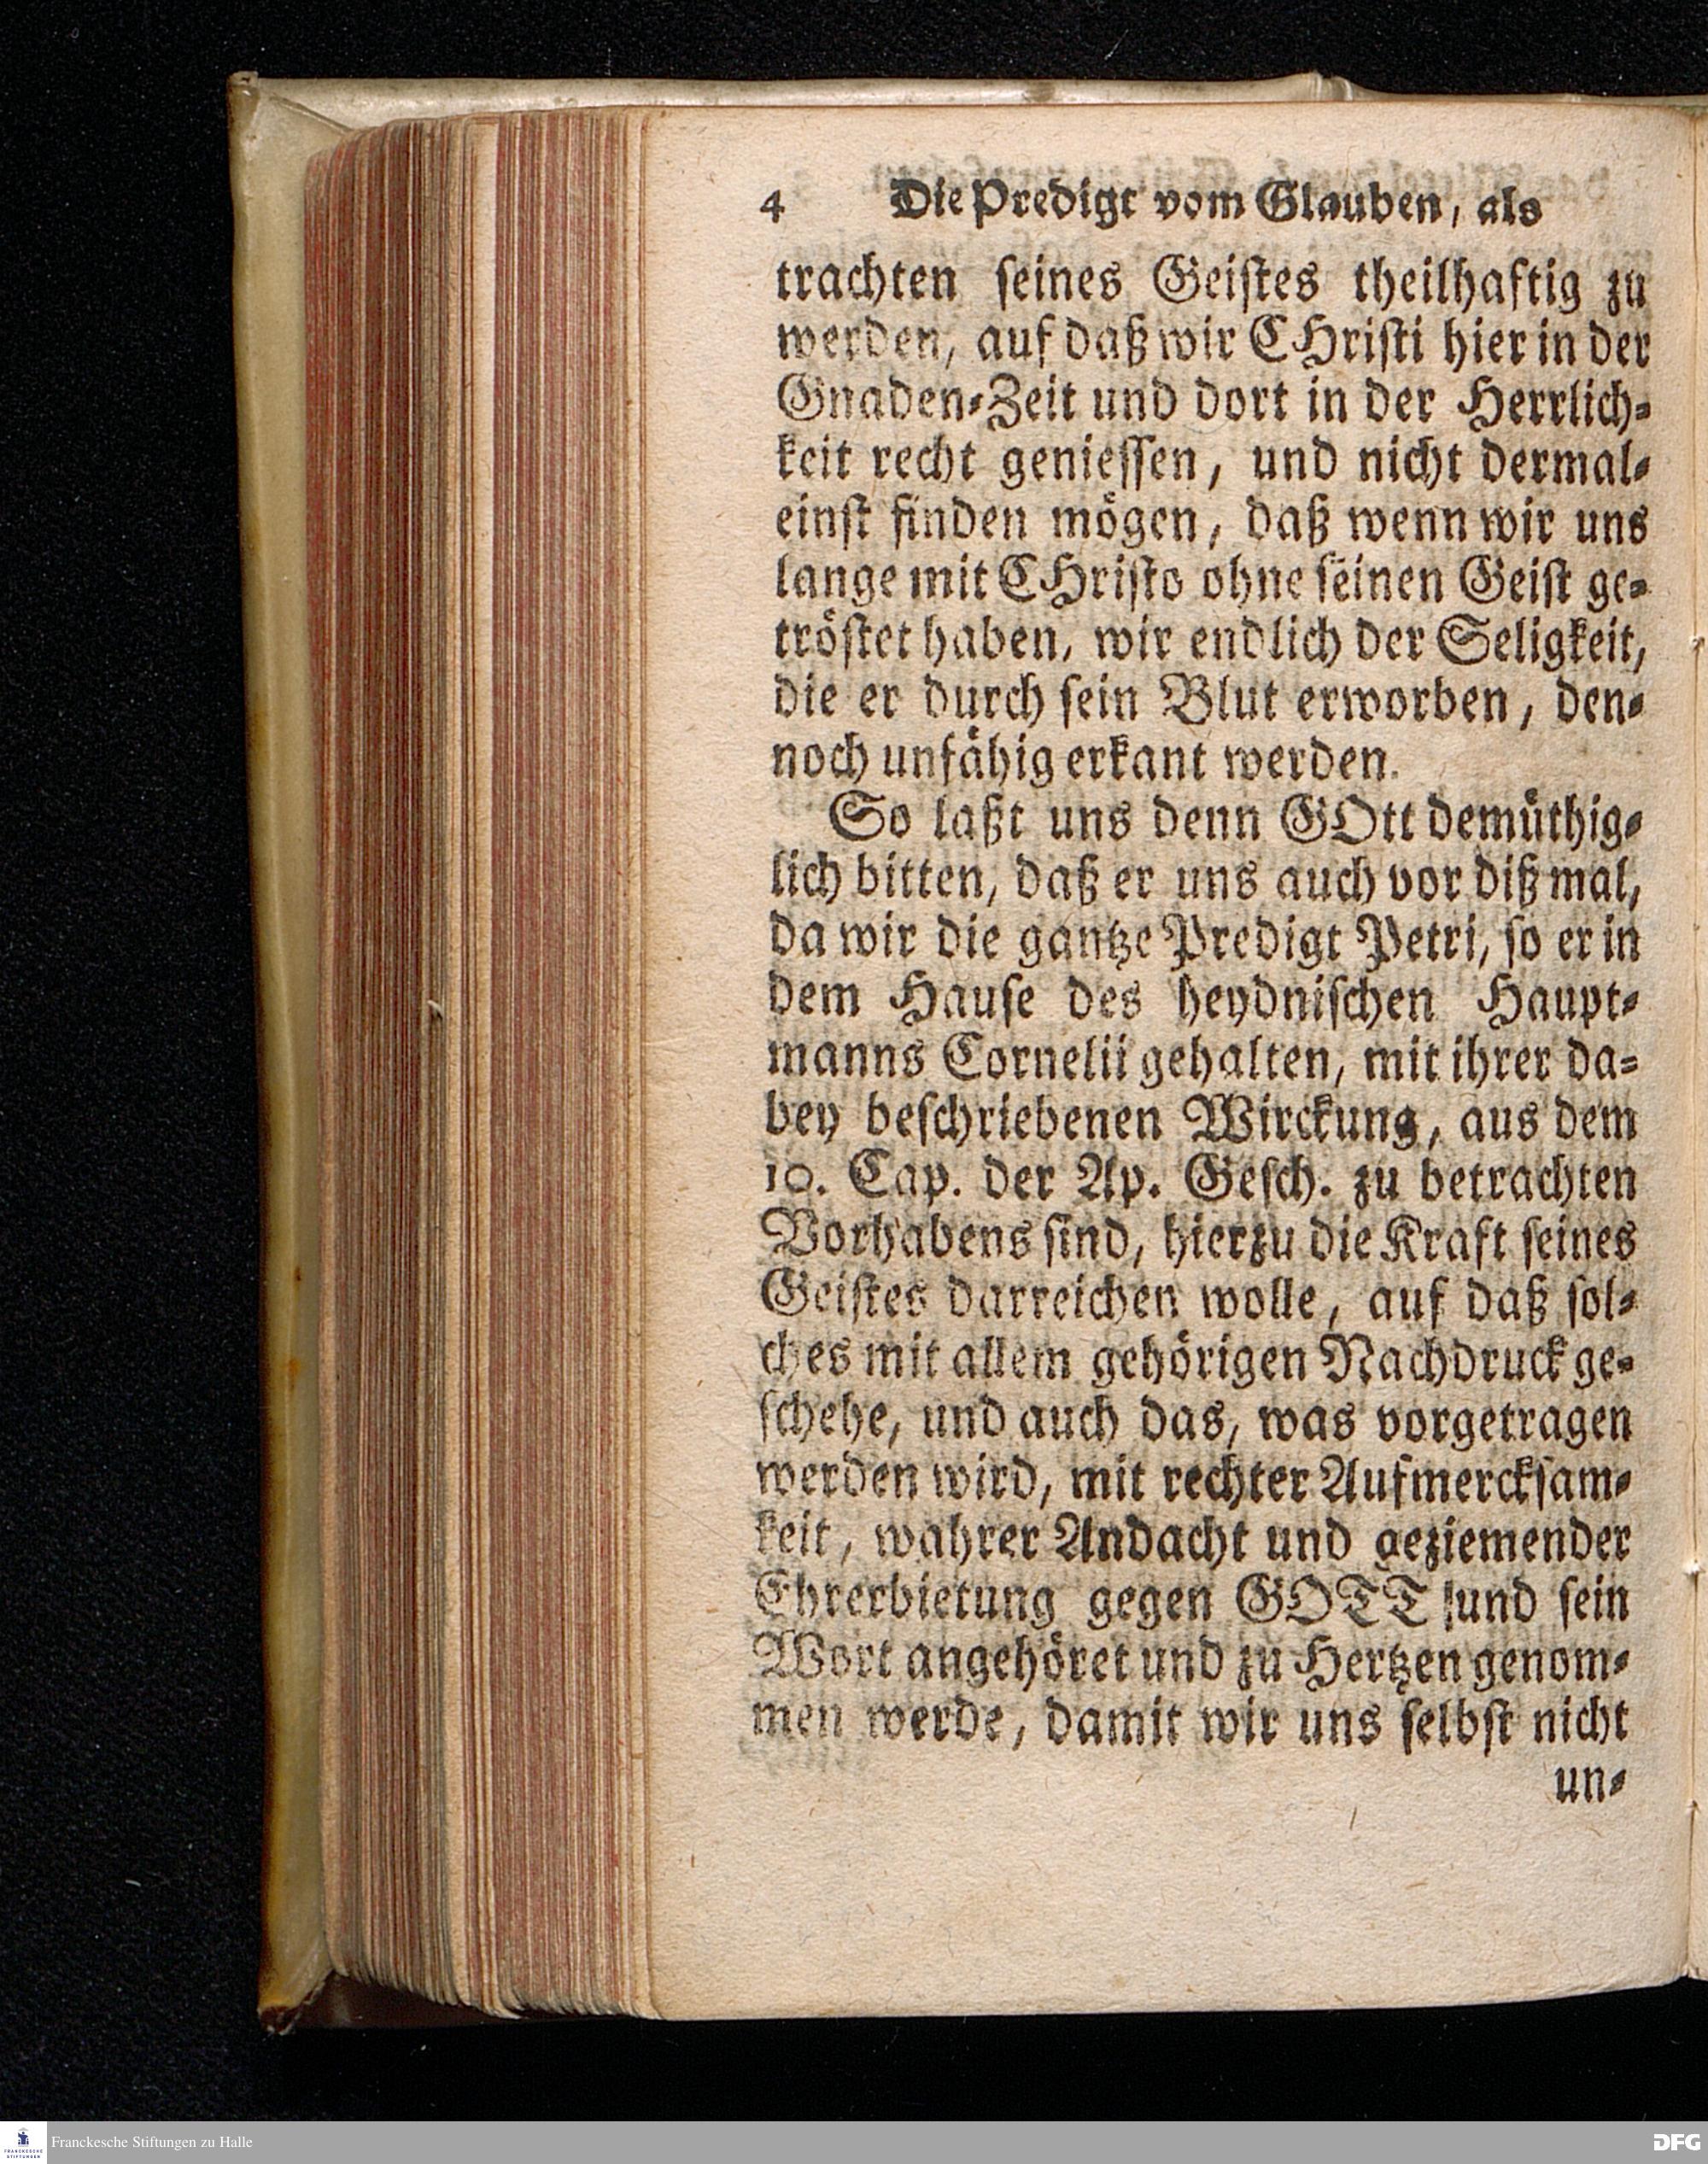 4 Die Predigt vom Glauben, als
trachten ſeines Geiſtes theilhaftig zu
werden, auf daß wir CHriſti hier in der
Gnaden-Zeit und dort in der Herrlich-
keit recht genieſſen, und nicht dermal-
einſt finden mögen, daß wenn wir uns
lange mit CHriſto ohne ſeinen Geiſt ge-
tröſtet haben, wir endlich der Seligkeit,
die er durch ſein Blut erworben, den-
noch unfähig erkant werden.
So laßt uns denn GOtt demüthig-
lich bitten, daß er uns auch vor diß mal,
da wir die gantze Predigt Petri, ſo er in
dem Hauſe des heydniſchen Haupt-
manns Cornelii gehalten, mit ihrer da-
bey beſchriebenen Wirckung, aus dem
10. Cap. der Ap. Geſch. zu betrachten
Vorhabens ſind, hierzu die Kraft ſeines
Geiſtes darreichen wolle, auf daß ſol-
ches mit allem gehörigen Nachdruck ge-
ſchehe, und auch das, was vorgetragen
werden wird, mit rechter Aufmerckſam-
keit, wahrer Andacht und geziemender
Ehrerbietung gegen GOTT und ſein
Wort angehöret und zu Hertzen genom-
men werde, damit wir uns ſelbſt nicht
un-
FRANCKESCHE
STIFTUNGEN
Franckesche Stiftungen zu Halle
DFG